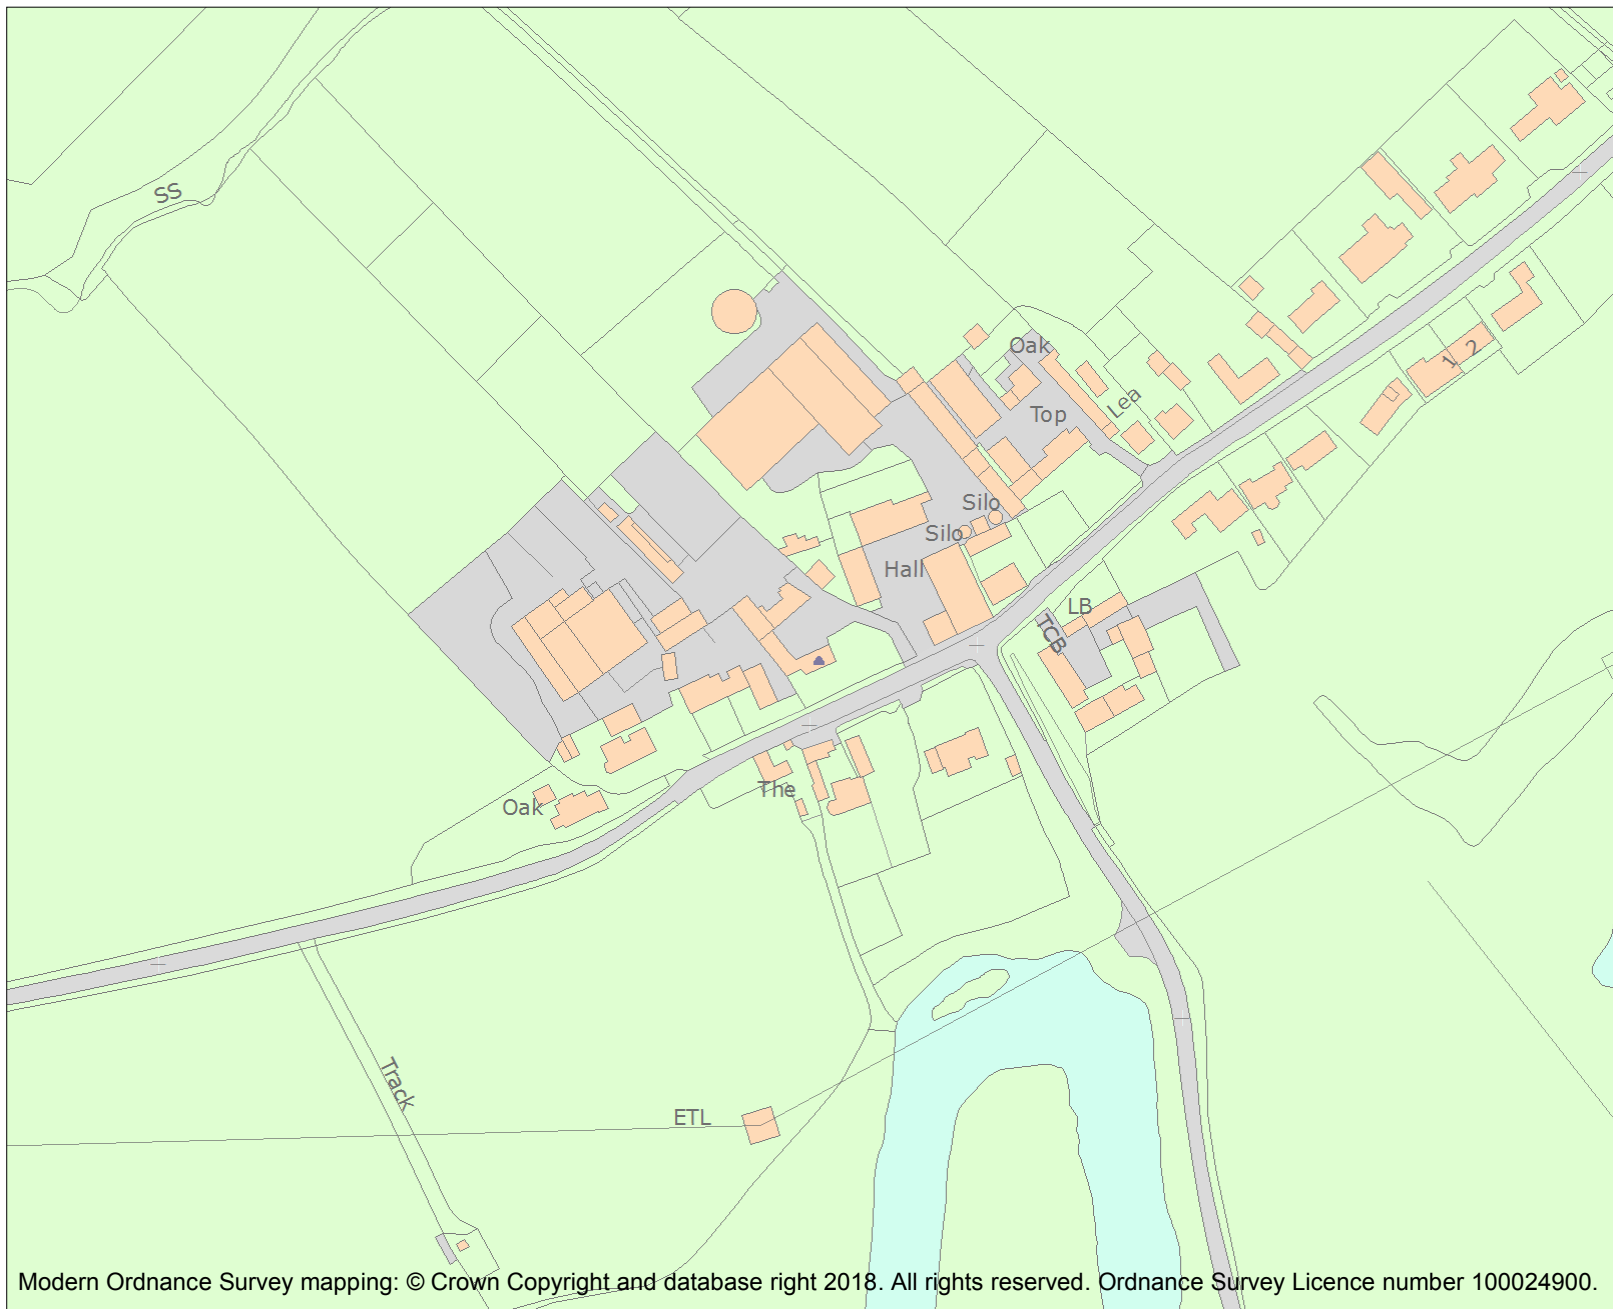 SS
Oak
Lea
Top
1
2
Silo
Silo
Hall
LB
TCB
The
Oak
Track
ETL
Modern Ordnance Survey mapping: © Crown Copyright and database right 2018. All rights reserved. Ordnance Survey Licence number 100024900.